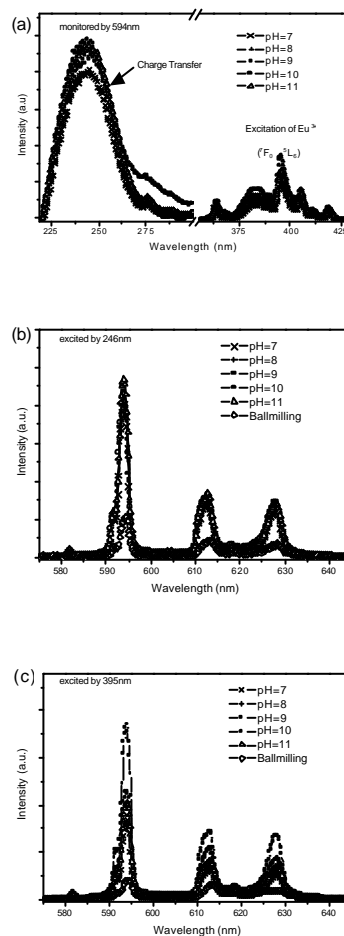 (a)
monitored by 594nm
Charge Transfer
pH=7
pH=8
pH=9
pH=10
pH=11
Excitation of Eu³⁺
(⁷F₀ ⁵L₆)
Intensity (a.u)
225 250 275 375 400 425
Wavelength (nm)
(b)
excited by 246nm
pH=7
pH=8
pH=9
pH=10
pH=11
Ballmilling
Intensity (a.u.)
580 590 600 610 620 630 640
Wavelength (nm)
(c)
excited by 395nm
pH=7
pH=8
pH=9
pH=10
pH=11
Ballmilling
Intensity (a.u.)
580 590 600 610 620 630 640
Wavelength (nm)